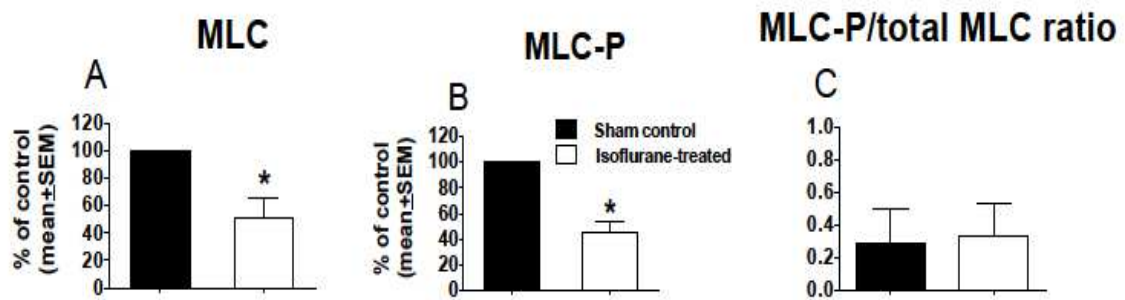 MLC
A
% of control
(mean±SEM)
120
100
80
60
40
20
0
*
MLC-P
B
% of control
(mean±SEM)
120
100
80
60
40
20
0
*
Sham control
Isoflurane-treated
MLC-P/total MLC ratio
C
1.0
0.8
0.6
0.4
0.2
0.0